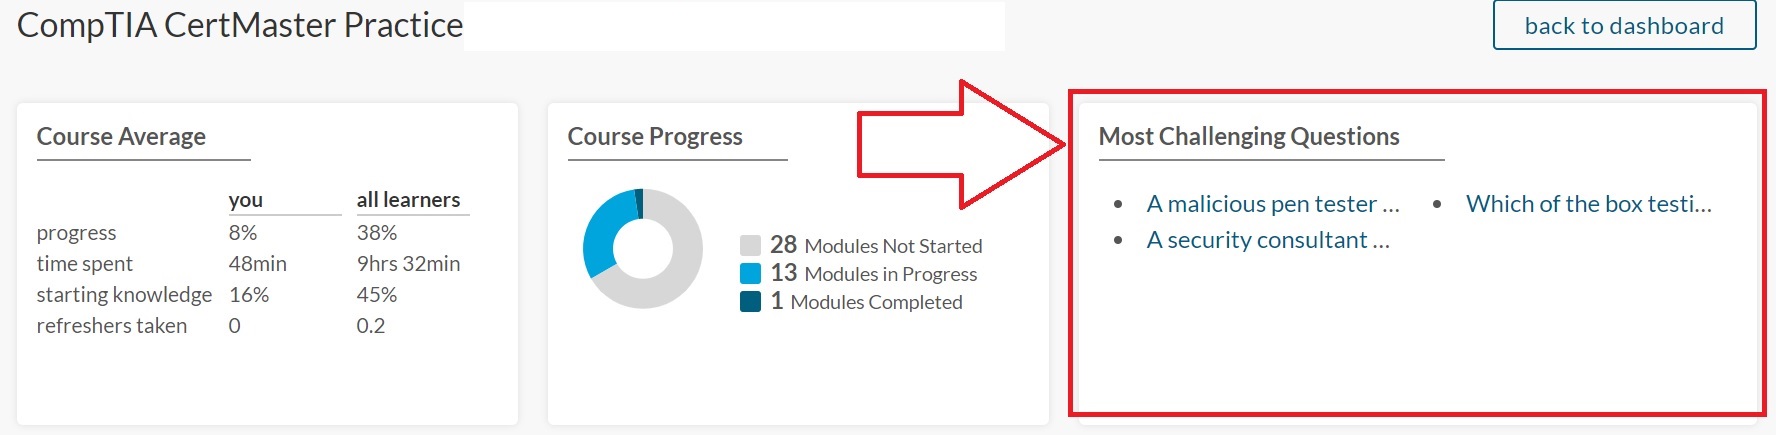 CompTIA CertMaster Practice
back to dashboard
Course Average
you all learners
progress 8% 38%
time spent 48min 9hrs 32min
starting knowledge 16% 45%
refreshers taken 0 0.2
Course Progress
28 Modules Not Started
13 Modules in Progress
1 Modules Completed
Most Challenging Questions
• A malicious pen tester ...
• A security consultant ...
• Which of the box testi...